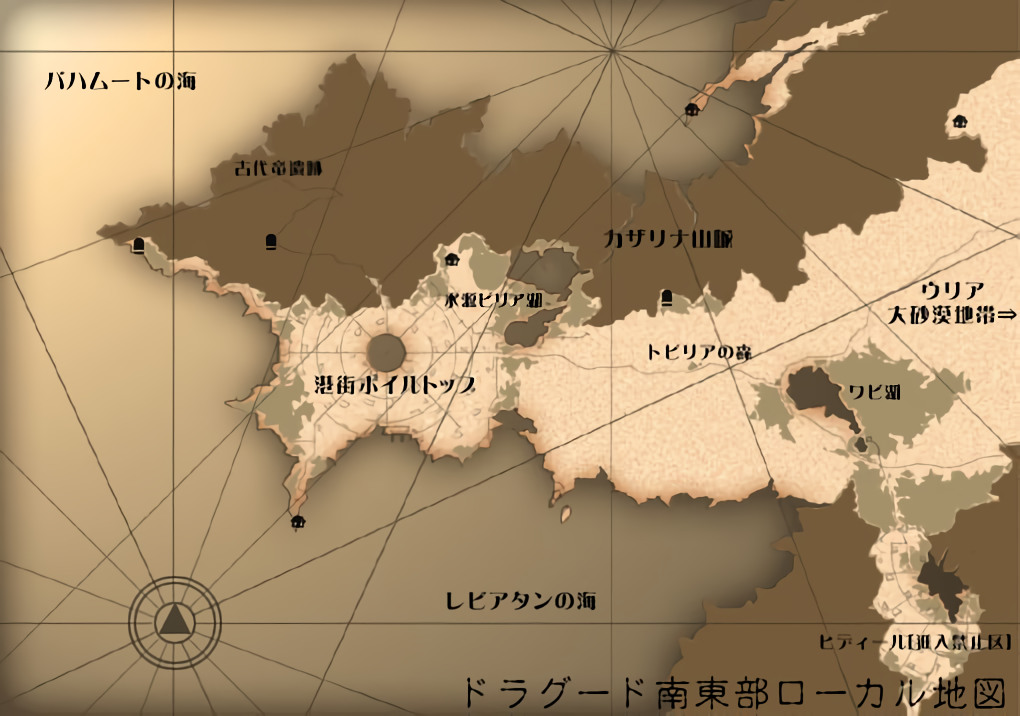 バハムートの海
古代竜遺跡
カザリナ山脈
ウリア
大砂漠地帯⇒
水源ビリア湖
トビリアの森
港街ボイルトップ
ワビ湖
レビアタンの海
ヒディール[進入禁止区]
ドラグード南東部ローカル地図